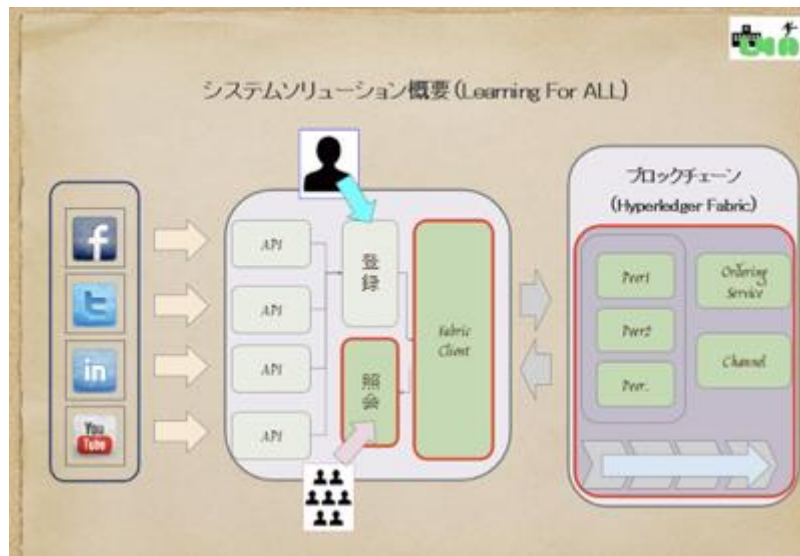 システムソリューション概要(Learning For ALL)
ブロックチェーン
(Hyperledger Fabric)
f
t
in
You
Tube
API
API
API
API
登
録
照
会
Fabric
Client
Peer1
Peer2
Peer..
Ordering
Service
Channel